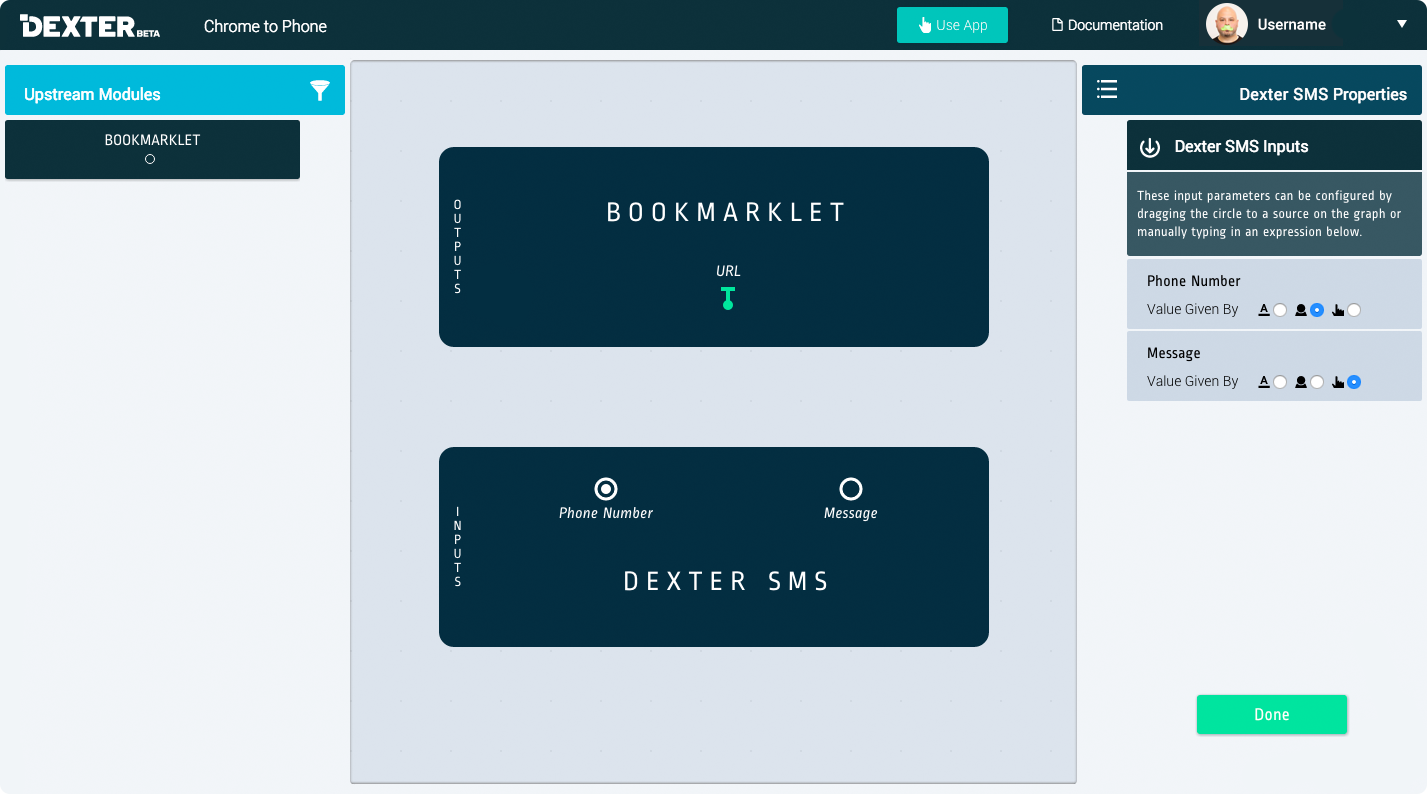 DEXTER BETA
Chrome to Phone
Use App
Documentation
Username
Upstream Modules
BOOKMARKLET
OUTPUTS
BOOKMARKLET
URL
INPUTS
Phone Number
Message
DEXTER SMS
Dexter SMS Properties
Dexter SMS Inputs
These input parameters can be configured by
dragging the circle to a source on the graph or
manually typing in an expression below.
Phone Number
Value Given By A
Message
Value Given By A
Done